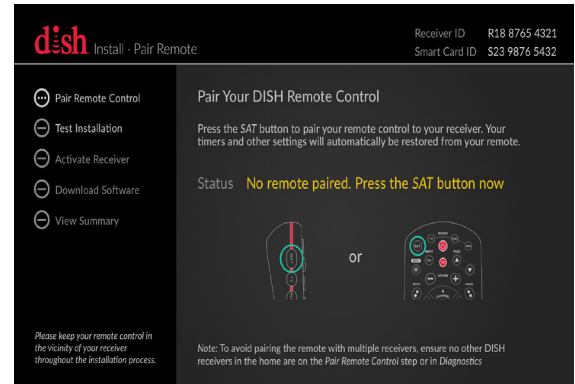 dish Install - Pair Remote
Receiver ID R18 8765 4321
Smart Card ID S23 9876 5432
Pair Remote Control
Test Installation
Activate Receiver
Download Software
View Summary
Please keep your remote control in
the vicinity of your receiver
throughout the installation process.
Pair Your DISH Remote Control
Press the SAT button to pair your remote control to your receiver. Your
timers and other settings will automatically be restored from your remote.
Status No remote paired. Press the SAT button now
SAT
or
SAT
Note: To avoid pairing the remote with multiple receivers, ensure no other DISH
receivers in the home are on the Pair Remote Control step or in Diagnostics